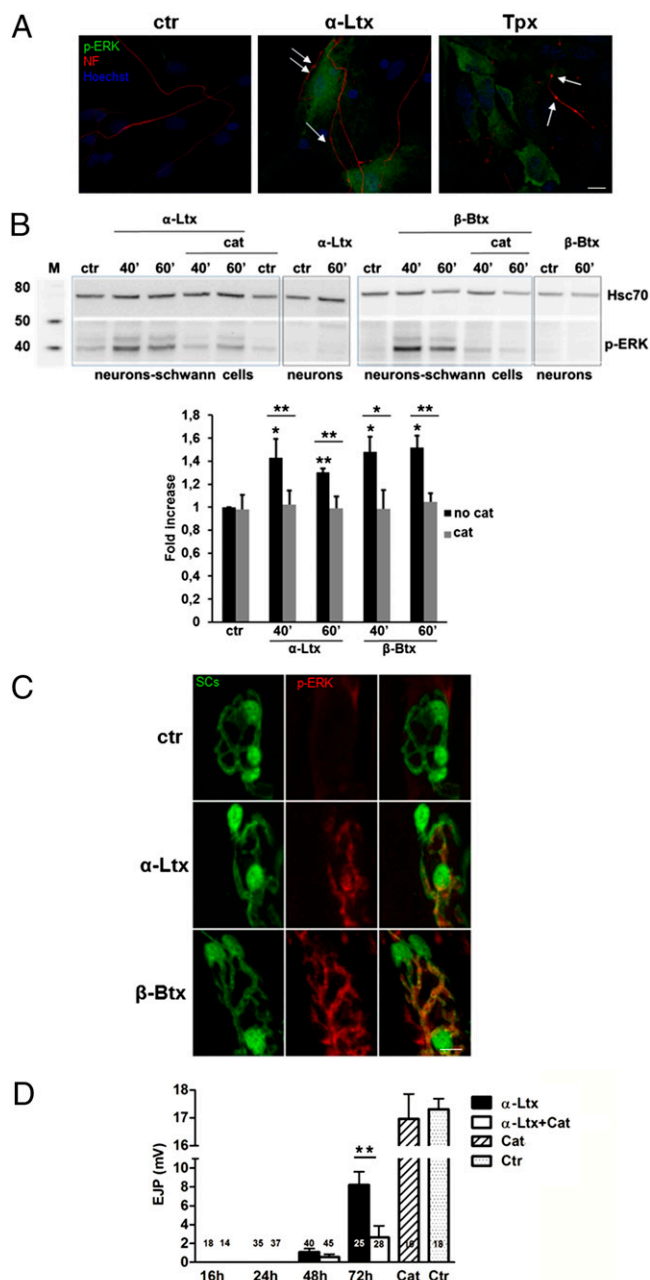 A
ctr α-Ltx Tpx
p-ERK
NF
Hoechst
B
α-Ltx β-Btx
cat α-Ltx cat β-Btx
M ctr 40’ 60’ 40’ 60’ ctr ctr 60’ ctr 40’ 60’ 40’ 60’ ctr 60’
80 Hsc70
50
40 p-ERK
neurons-schwann cells neurons neurons-schwann cells neurons
1,8
** * **
1,6
* ** * *
1,4 **
1,2
1
0,8
0,6
0,4
0,2
0
Fold increase
no cat
cat
ctr 40’ 60’ 40’ 60’
α-Ltx β-Btx
C
SCs p-ERK
ctr
α-Ltx
β-Btx
D
18
17
16
10
8
6
4
2
0
EJP (mV)
**
18 14 35 37 40 45 25 28 18
16h 24h 48h 72h Cat Ctr
α-Ltx
α-Ltx+Cat
Cat
Ctr